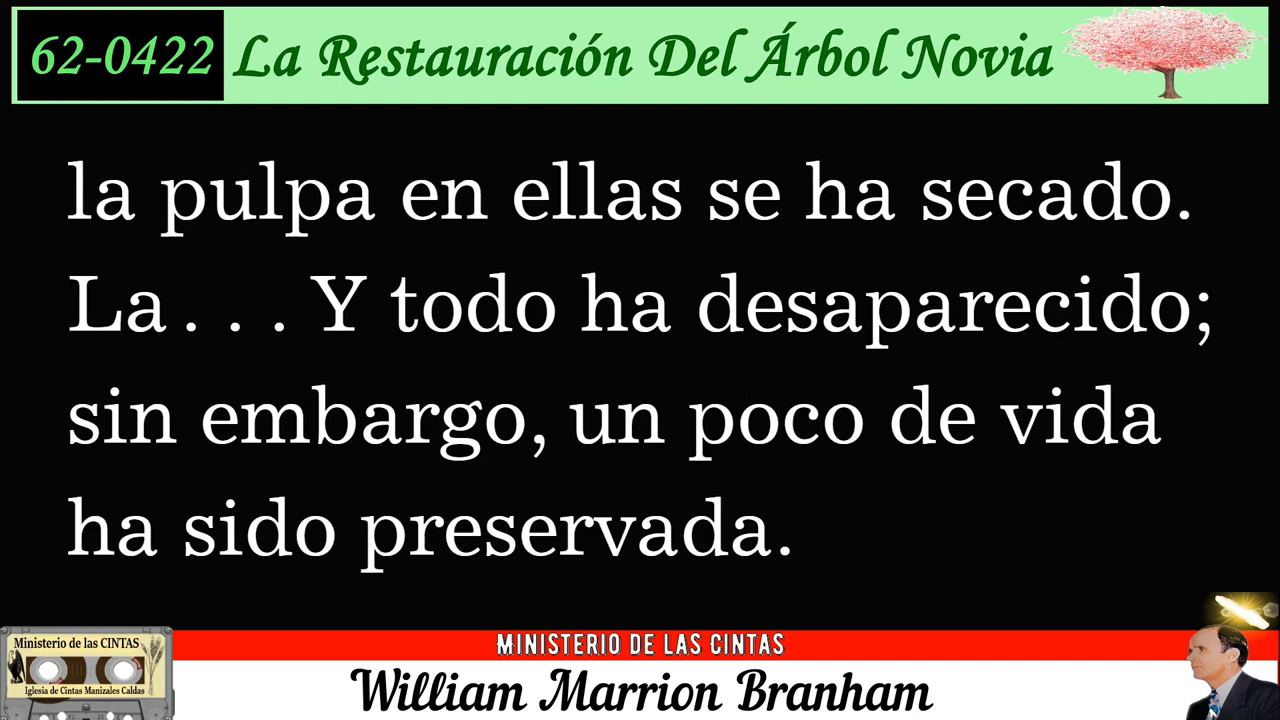 62-0422 La Restauración Del Árbol Novia
la pulpa en ellas se ha secado.
La. . . Y todo ha desaparecido;
sin embargo, un poco de vida
ha sido preservada.
MINISTERIO DE LAS CINTAS
Ministerio de las CINTAS
Iglesia de Cintas Manizales Caldas
William Marrion Branham